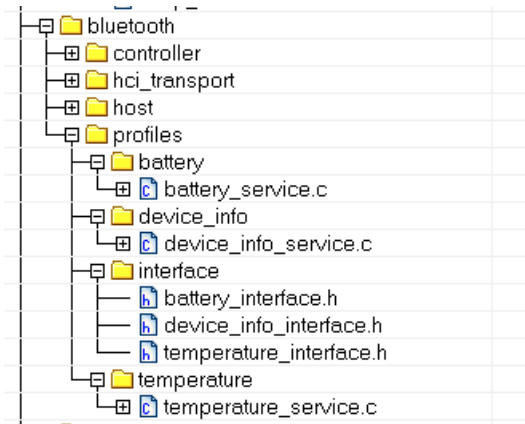 bluetooth
controller
hci_transport
host
profiles
battery
battery_service.c
device_info
device_info_service.c
interface
battery_interface.h
device_info_interface.h
temperature_interface.h
temperature
temperature_service.c